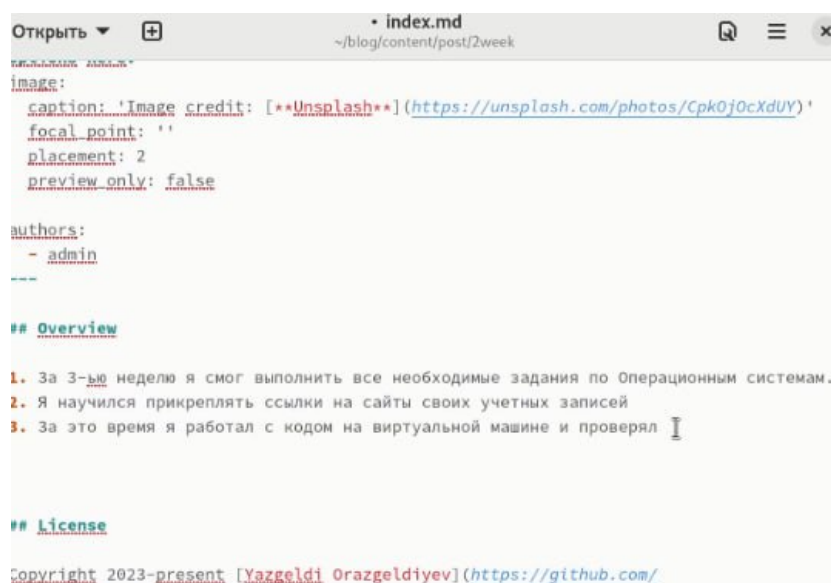 Открыть
• index.md
~/blog/content/post/2week
options here.
image:
caption: 'Image credit: [**Unsplash**](https://unsplash.com/photos/CpkOjOcXdUY)'
focal_point: ''
placement: 2
preview_only: false
authors:
- admin
---
## Overview
1. За 3-ью неделю я смог выполнить все необходимые задания по Операционным системам.
2. Я научился прикреплять ссылки на сайты своих учетных записей
3. За это время я работал с кодом на виртуальной машине и проверял
## License
Copyright 2023-present [Yazgeldi Orazgeldiyev](https://github.com/